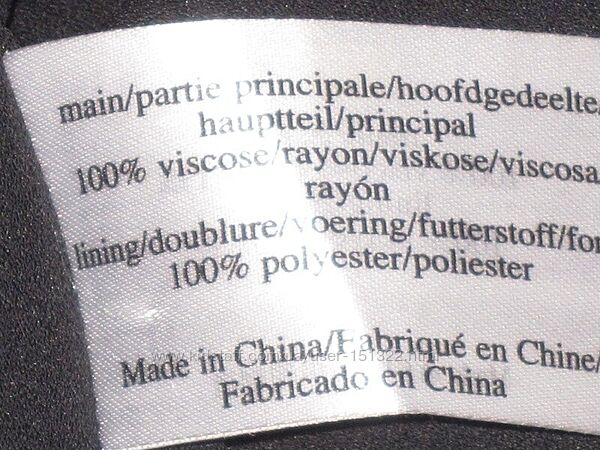 main/partie principale/hoofdgedeelte/
hauptteil/principal
100% viscose/rayon/viskose/viscosa
rayón
lining/doublure/voering/futterstoff/for
100% polyester/poliester
Made in China/Fabriqué en Chine/
Fabricado en China